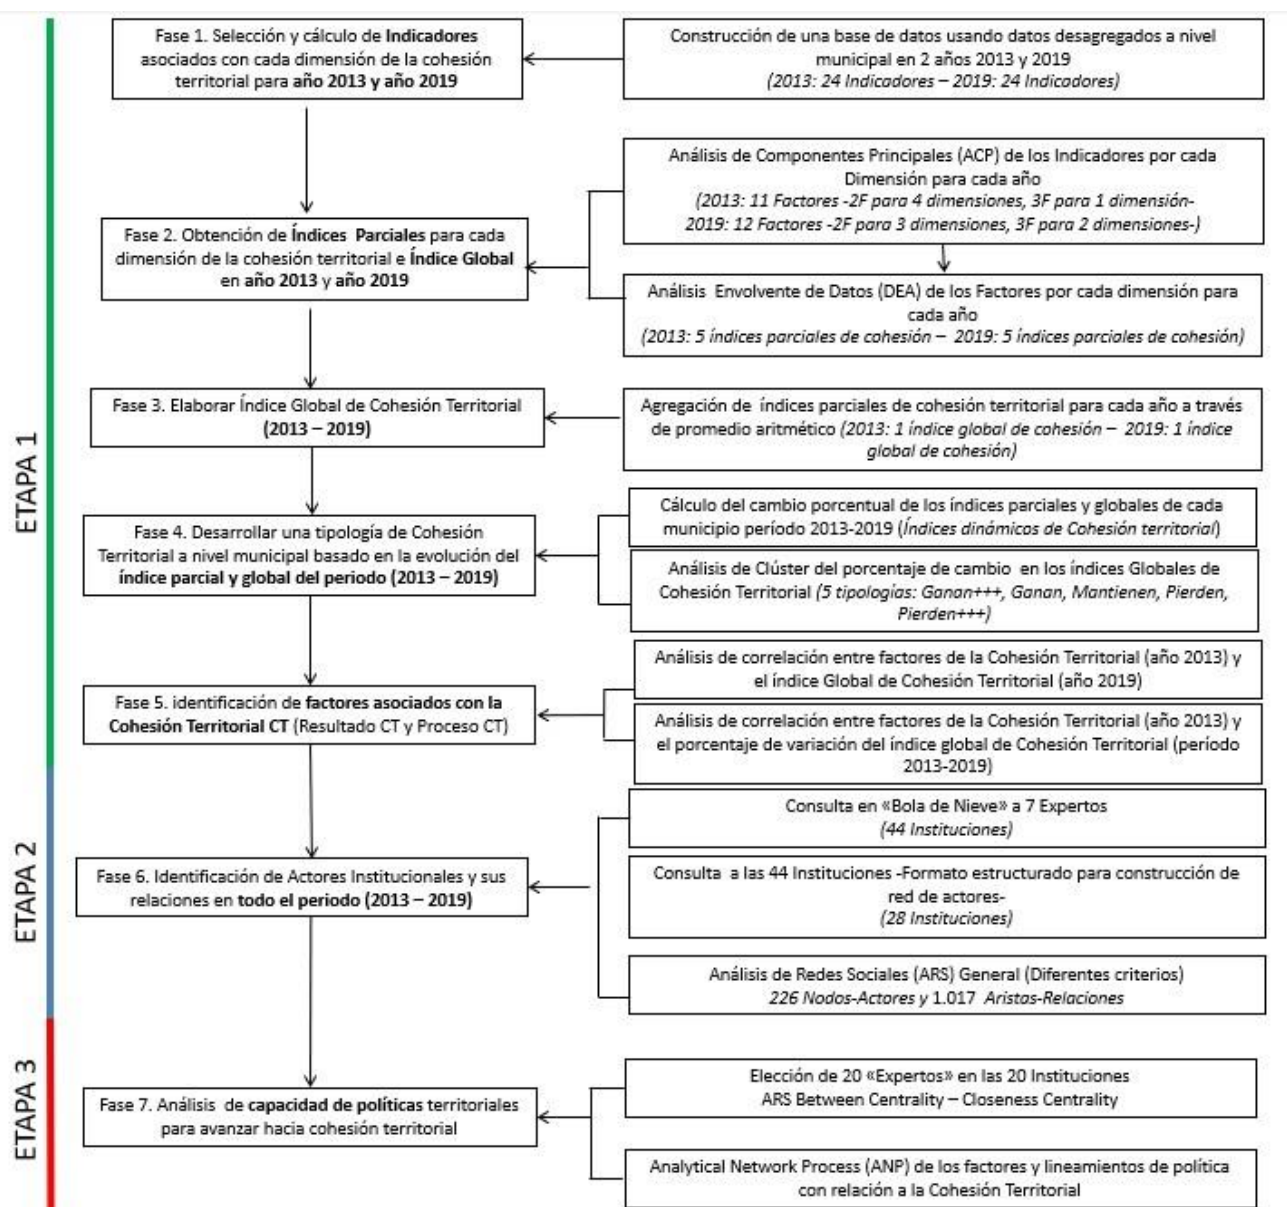 ETAPA 1
Fase 1. Selección y cálculo de Indicadores
asociados con cada dimensión de la cohesión
territorial para año 2013 y año 2019
Construcción de una base de datos usando datos desagregados a nivel
municipal en 2 años 2013 y 2019
(2013: 24 Indicadores – 2019: 24 Indicadores)
Fase 2. Obtención de Índices Parciales para cada
dimensión de la cohesión territorial e Índice Global
en año 2013 y año 2019
Análisis de Componentes Principales (ACP) de los Indicadores por cada
Dimensión para cada año
(2013: 11 Factores -2F para 4 dimensiones, 3F para 1 dimensión-
2019: 12 Factores -2F para 3 dimensiones, 3F para 2 dimensiones-)
Análisis Envolvente de Datos (DEA) de los Factores por cada dimensión para
cada año
(2013: 5 índices parciales de cohesión – 2019: 5 índices parciales de cohesión)
Fase 3. Elaborar Índice Global de Cohesión Territorial
(2013 – 2019)
Agregación de índices parciales de cohesión territorial para cada año a través
de promedio aritmético (2013: 1 índice global de cohesión – 2019: 1 índice
global de cohesión)
Fase 4. Desarrollar una tipología de Cohesión
Territorial a nivel municipal basado en la evolución del
índice parcial y global del periodo (2013 – 2019)
Cálculo del cambio porcentual de los índices parciales y globales de cada
municipio período 2013-2019 (Índices dinámicos de Cohesión territorial)
Análisis de Clúster del porcentaje de cambio en los índices Globales de
Cohesión Territorial (5 tipologías: Ganan+++, Ganan, Mantienen, Pierden,
Pierden+++)
Fase 5. identificación de factores asociados con la
Cohesión Territorial CT (Resultado CT y Proceso CT)
Análisis de correlación entre factores de la Cohesión Territorial (año 2013) y
el índice Global de Cohesión Territorial (año 2019)
Análisis de correlación entre factores de la Cohesión Territorial (año 2013) y
el porcentaje de variación del índice global de Cohesión Territorial (período
2013-2019)
ETAPA 2
Fase 6. Identificación de Actores Institucionales y sus
relaciones en todo el periodo (2013 – 2019)
Consulta en «Bola de Nieve» a 7 Expertos
(44 Instituciones)
Consulta a las 44 Instituciones -Formato estructurado para construcción de
red de actores-
(28 Instituciones)
Análisis de Redes Sociales (ARS) General (Diferentes criterios)
226 Nodos-Actores y 1.017 Aristas-Relaciones
ETAPA 3
Fase 7. Análisis de capacidad de políticas territoriales
para avanzar hacia cohesión territorial
Elección de 20 «Expertos» en las 20 Instituciones
ARS Between Centrality – Closeness Centrality
Analytical Network Process (ANP) de los factores y lineamientos de política
con relación a la Cohesión Territorial